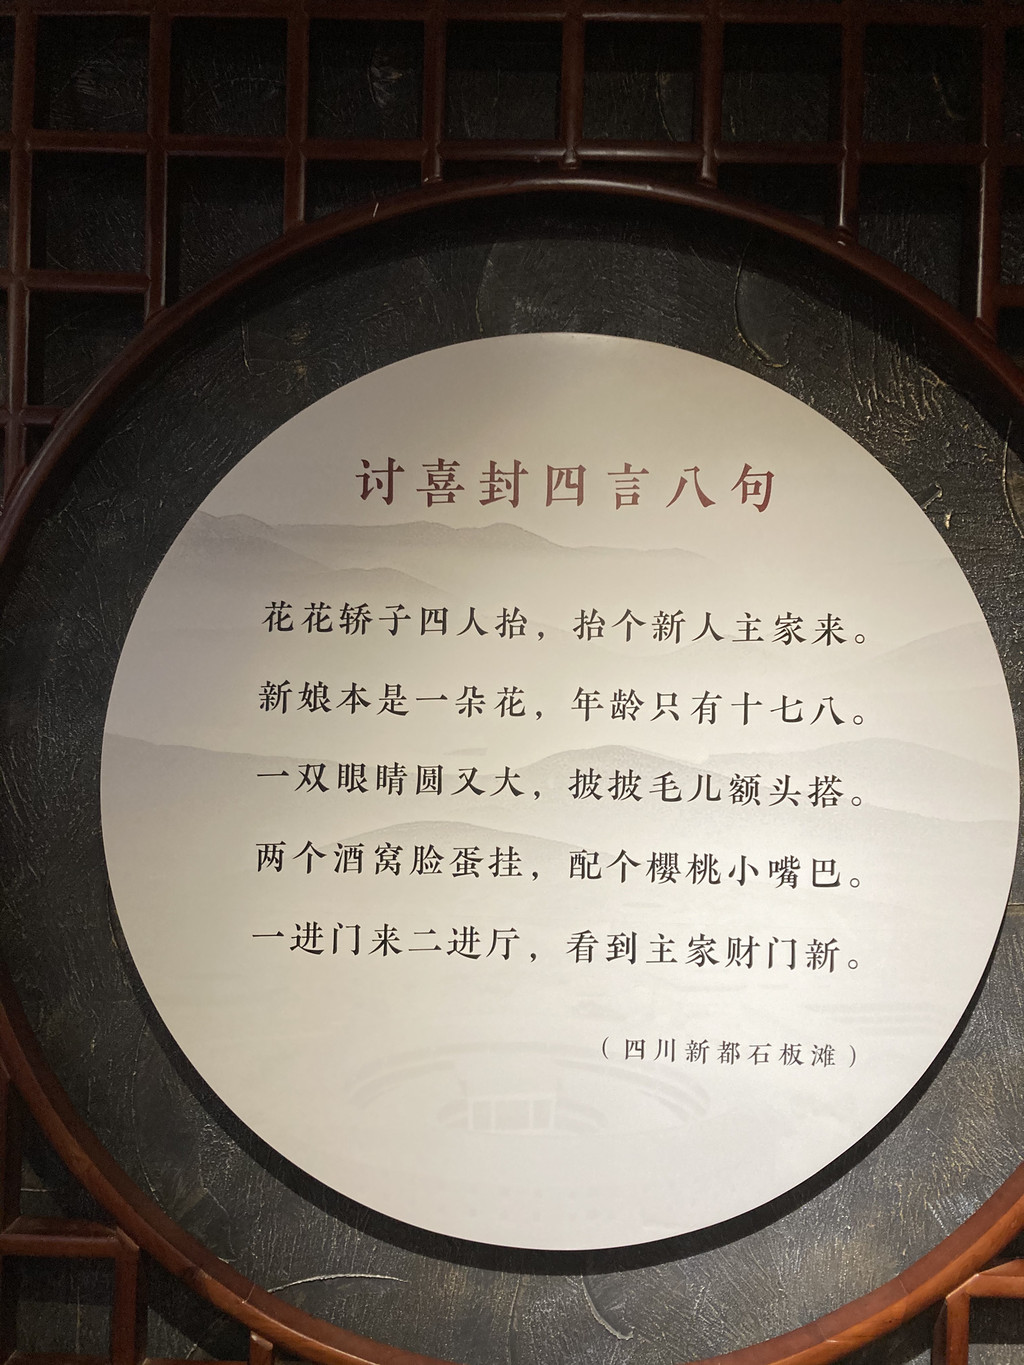 讨喜封四言八句
花花轿子四人抬，抬个新人主家来。
新娘本是一朵花，年龄只有十七八。
一双眼睛圆又大，披披毛儿额头搭。
两个酒窝脸蛋挂，配个樱桃小嘴巴。
一进门来二进厅，看到主家财门新。
（四川新都石板滩）